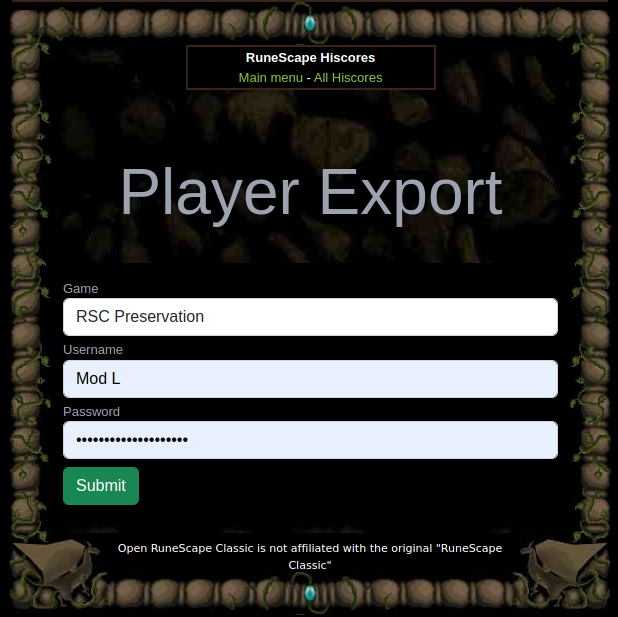 RuneScape Hiscores
Main menu - All Hiscores
Player Export
Game
RSC Preservation
Username
Mod L
Password
••••••••••••••••••••
Submit
Open RuneScape Classic is not affiliated with the original "RuneScape
Classic"